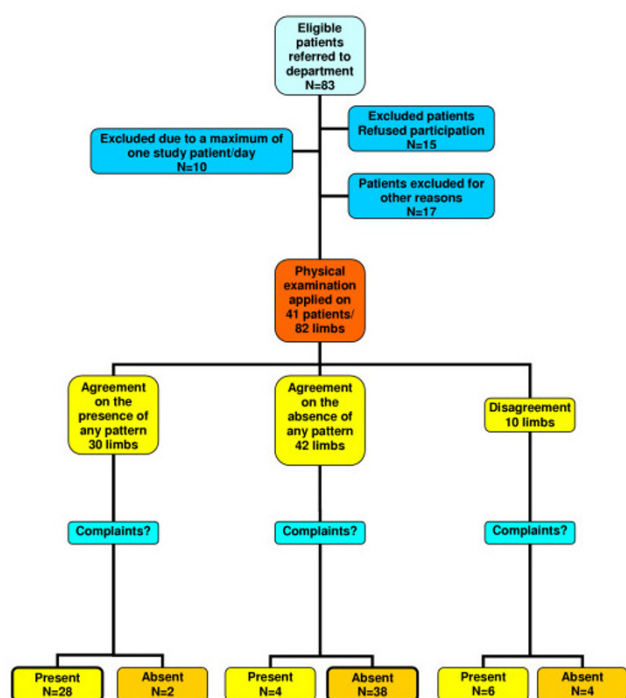 Eligible
patients
referred to
department
N=83
Excluded patients
Refused participation
N=15
Excluded due to a maximum of
one study patient/day
N=10
Patients excluded for
other reasons
N=17
Physical
examination
applied on
41 patients/
82 limbs
Agreement
on the
presence of
any pattern
30 limbs
Agreement
on the
absence of
any pattern
42 limbs
Disagreement
10 limbs
Complaints?
Complaints?
Complaints?
Present
N=28
Absent
N=2
Present
N=4
Absent
N=38
Present
N=6
Absent
N=4